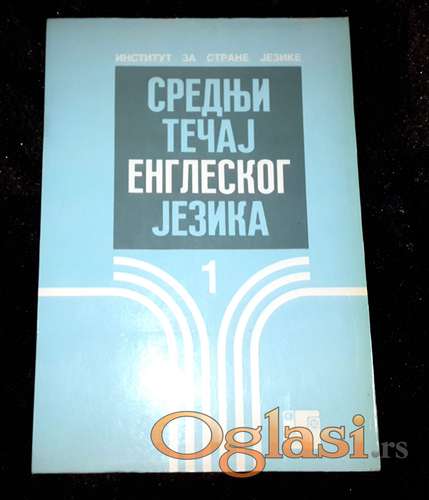 ИНСТИТУТ ЗА СТРАНЕ ЈЕЗИКЕ
СРЕДЊИ
ТЕЧАЈ
ЕНГЛЕСКОГ
ЈЕЗИКА
1
Oglasi.rs